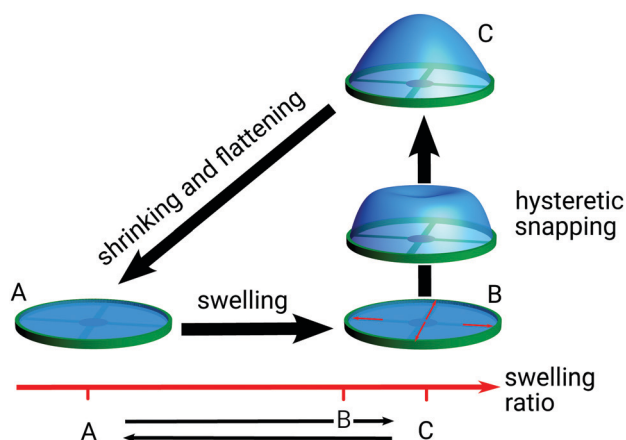 C
shrinking and flattening
hysteretic
snapping
A
swelling
B
swelling
ratio
A
B
C